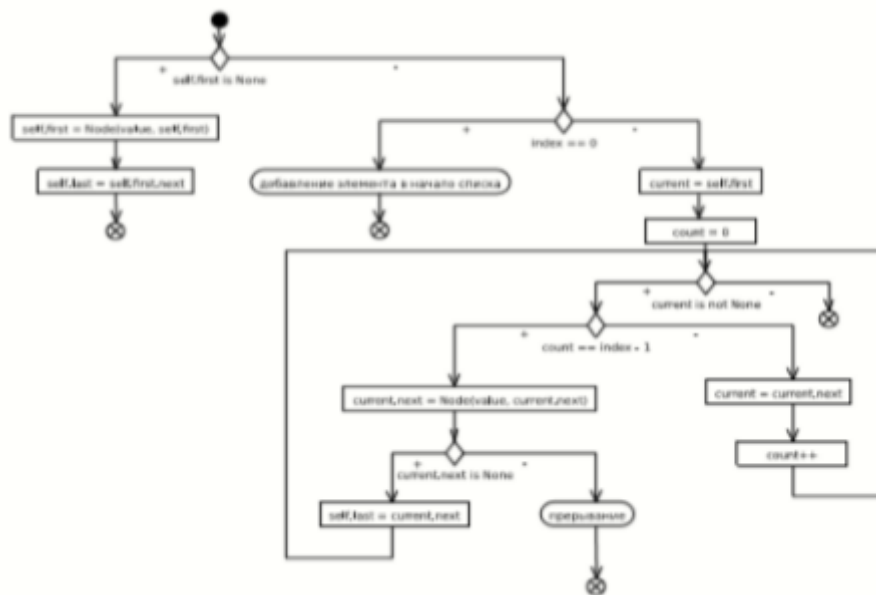 +
-
self.first is None
self.first = Node(value, self.first)
+
-
index == 0
self.last = self.first.next
добавление элемента в начало списка
current = self.first
count = 0
+
-
current is not None
+
-
count == index - 1
current.next = Node(value, current.next)
current = current.next
+
-
current.next is None
count++
self.last = current.next
прерывание